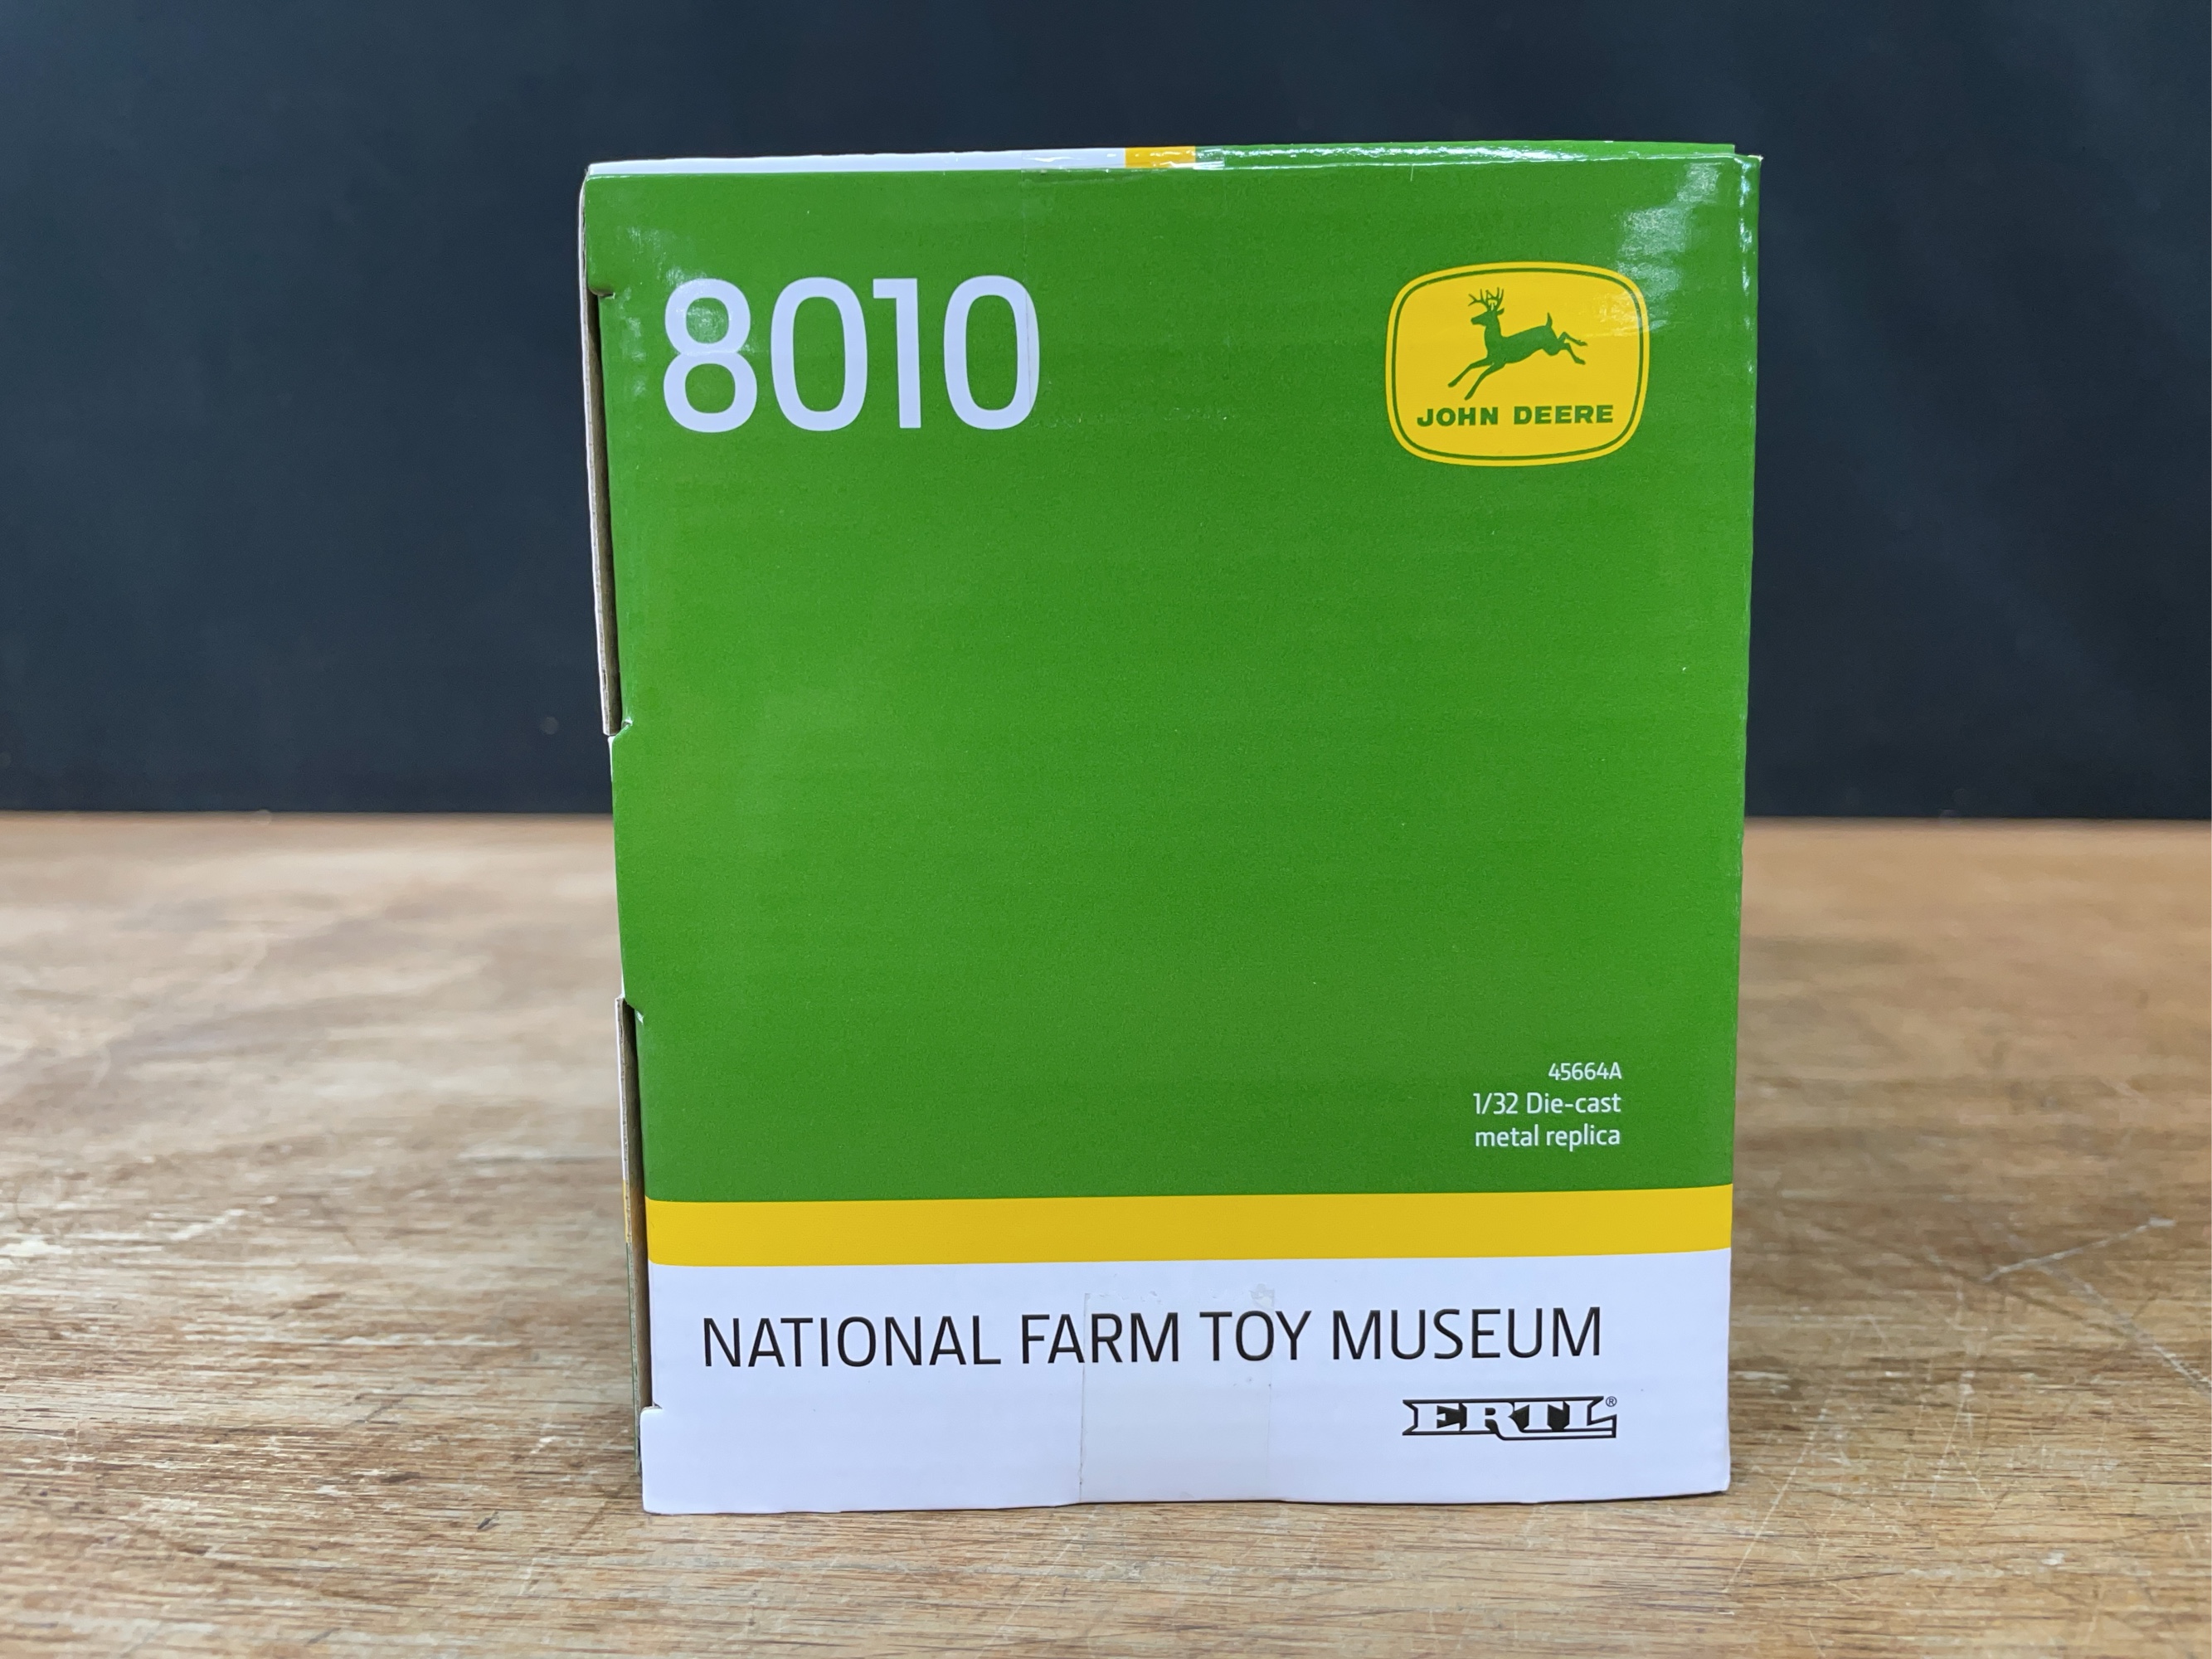 8010
JOHN DEERE
45664A
1/32 Die-cast
metal replica
NATIONAL FARM TOY MUSEUM
ERTL®